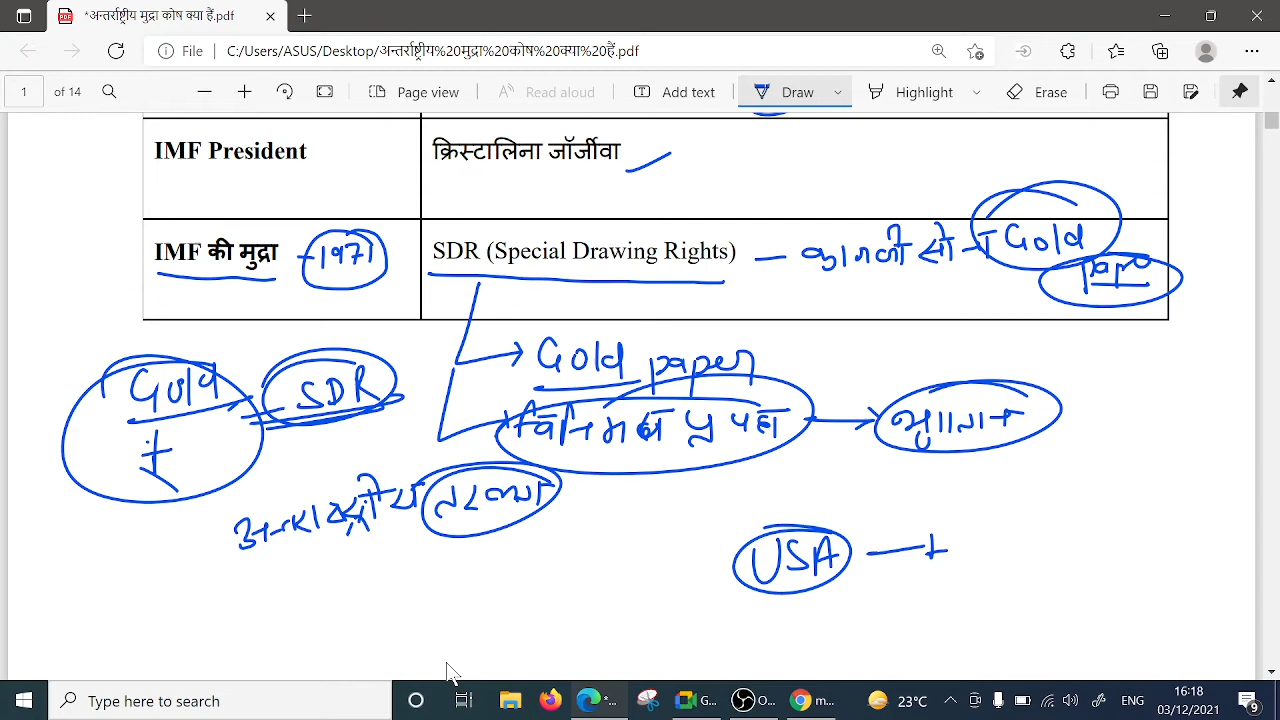 *अन्तर्राष्ट्रीय मुद्रा कोष क्या हैं.pdf
File C:/Users/ASUS/Desktop/अन्तर्राष्ट्रीय%20मुद्रा%20कोष%20क्या%20हैं.pdf
1 of 14 Page view Read aloud Add text Draw Highlight Erase
IMF President क्रिस्टालिना जॉर्जीवा
IMF की मुद्रा 1971 SDR (Special Drawing Rights) Gold
Gold paper
Gold = SDR
₹
USA
Type here to search G... O... m... 23°C ENG 16:18
03/12/2021